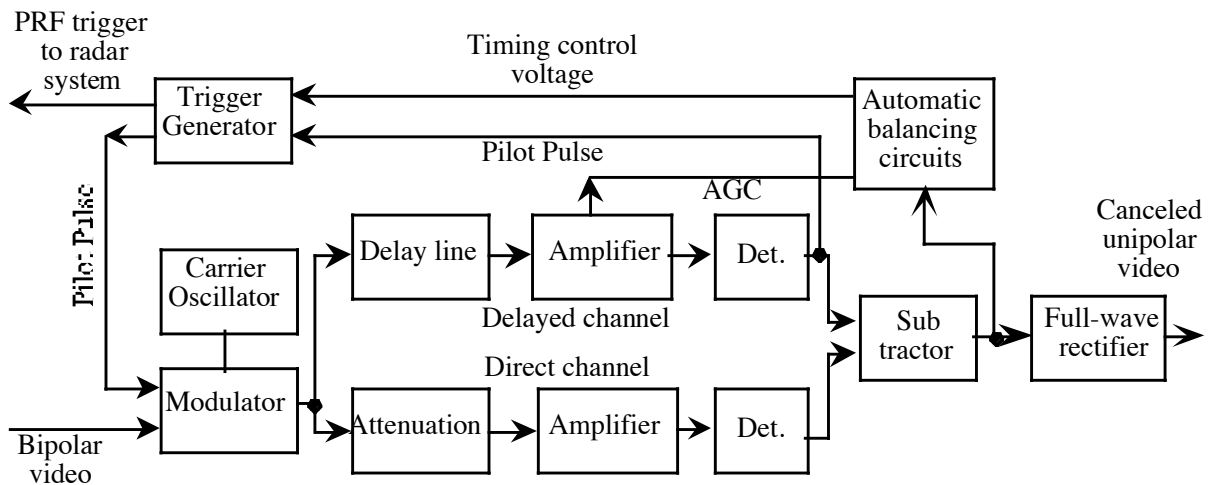 PRF trigger
to radar
system
Timing control
voltage
Trigger
Generator
Automatic
balancing
circuits
Pilot Pulse
AGC
Pilot Pulse
Canceled
unipolar
video
Carrier
Oscillator
Delay line
Amplifier
Det.
Delayed channel
Sub
tractor
Full-wave
rectifier
Direct channel
Modulator
Attenuation
Amplifier
Det.
Bipolar
video